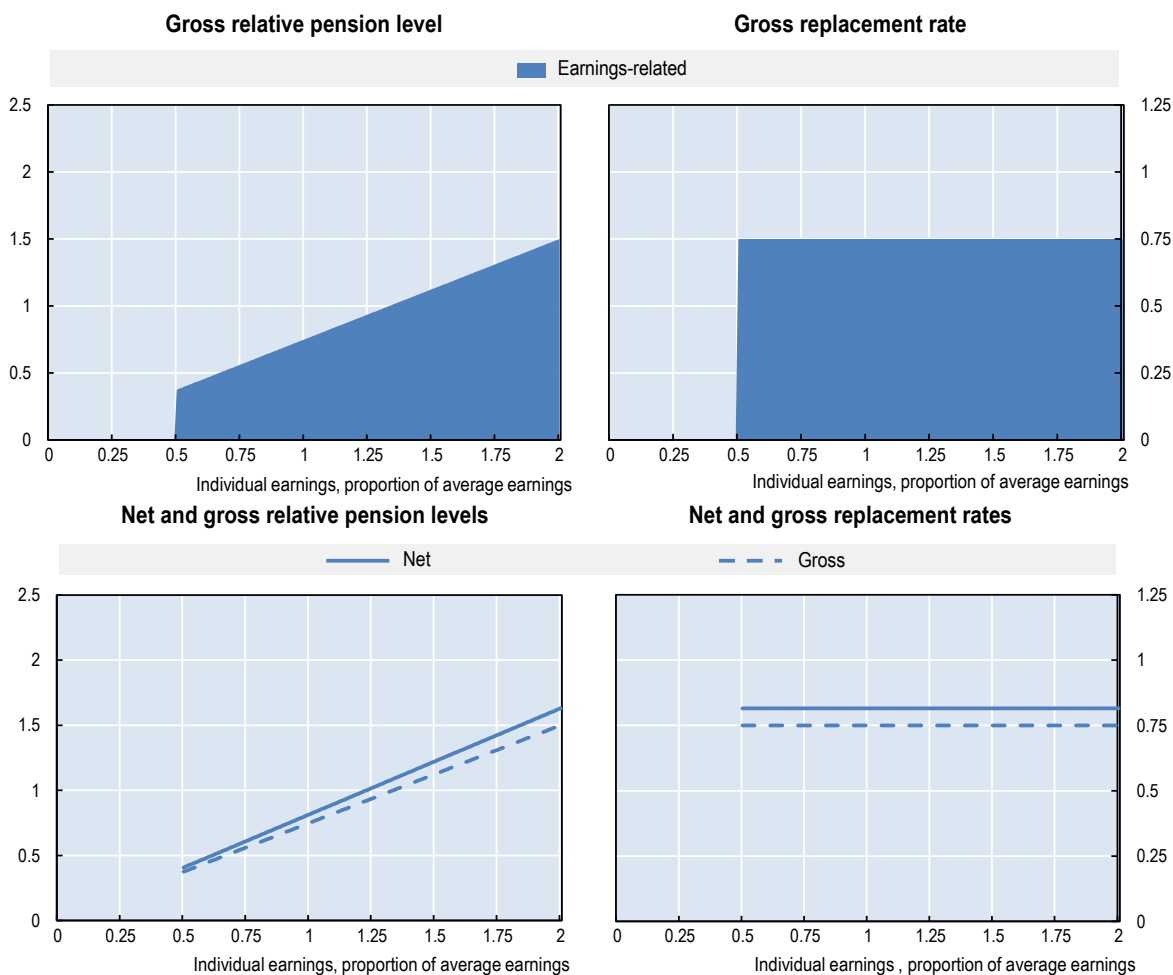 Gross relative pension level
Gross replacement rate
Earnings-related
2.5
2
1.5
1
0.5
0
0 0.25 0.5 0.75 1 1.25 1.5 1.75 2
Individual earnings, proportion of average earnings
1.25
1
0.75
0.5
0.25
0
0 0.25 0.5 0.75 1 1.25 1.5 1.75 2
Individual earnings, proportion of average earnings
Net and gross relative pension levels
Net and gross replacement rates
Net Gross
2.5
2
1.5
1
0.5
0
0 0.25 0.5 0.75 1 1.25 1.5 1.75 2
Individual earnings, proportion of average earnings
1.25
1
0.75
0.5
0.25
0
0 0.25 0.5 0.75 1 1.25 1.5 1.75 2
Individual earnings , proportion of average earnings